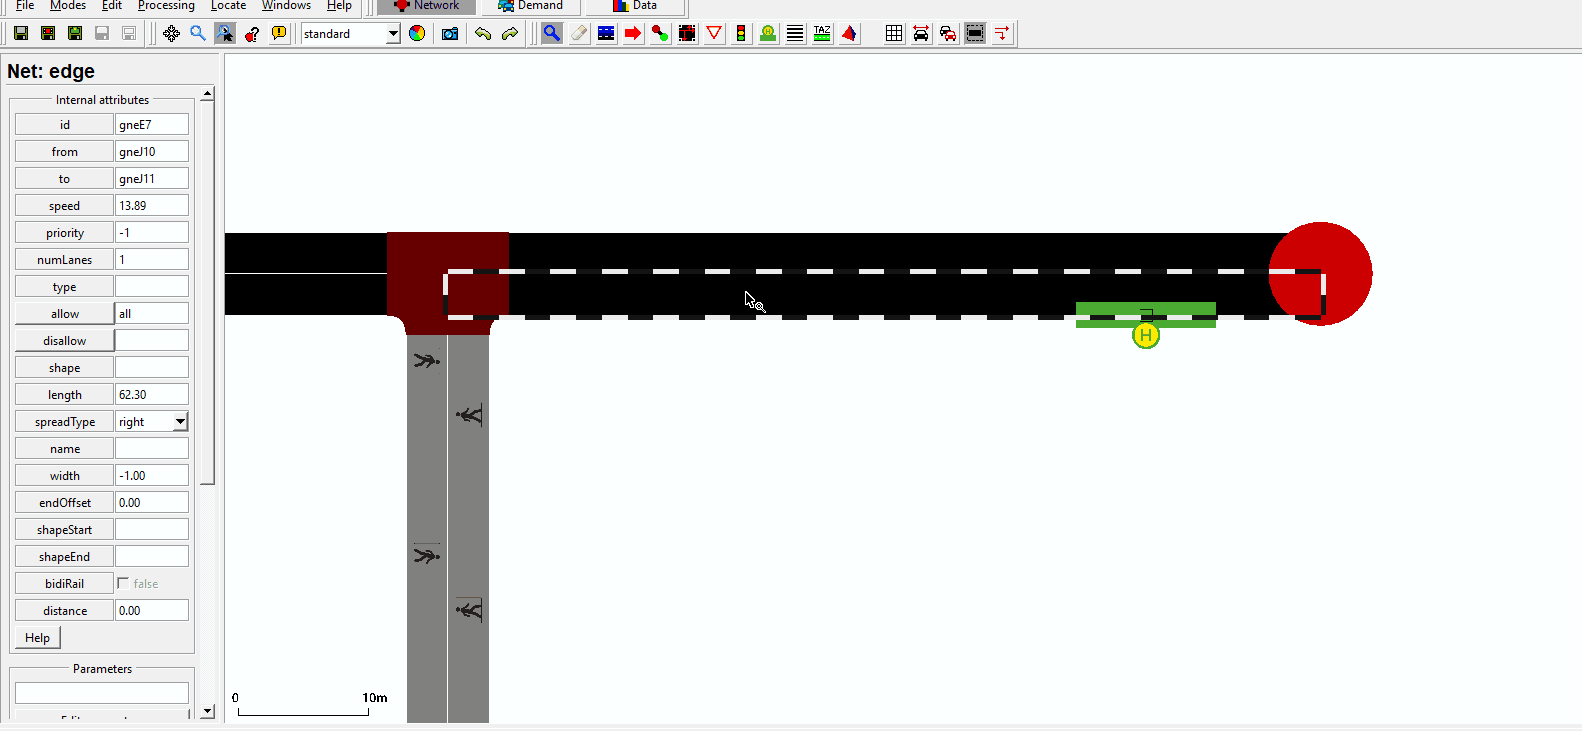 File Modes Edit Processing Locate Windows Help Network Demand Data
standard TAZ
Net: edge
Internal attributes
id gneE7
from gneJ10
to gneJ11
speed 13.89
priority -1
numLanes 1
type
allow all
disallow
shape
length 62.30
spreadType right
name
width -1.00
endOffset 0.00
shapeStart
shapeEnd
bidiRail false
distance 0.00
Help
Parameters
H
0 10m